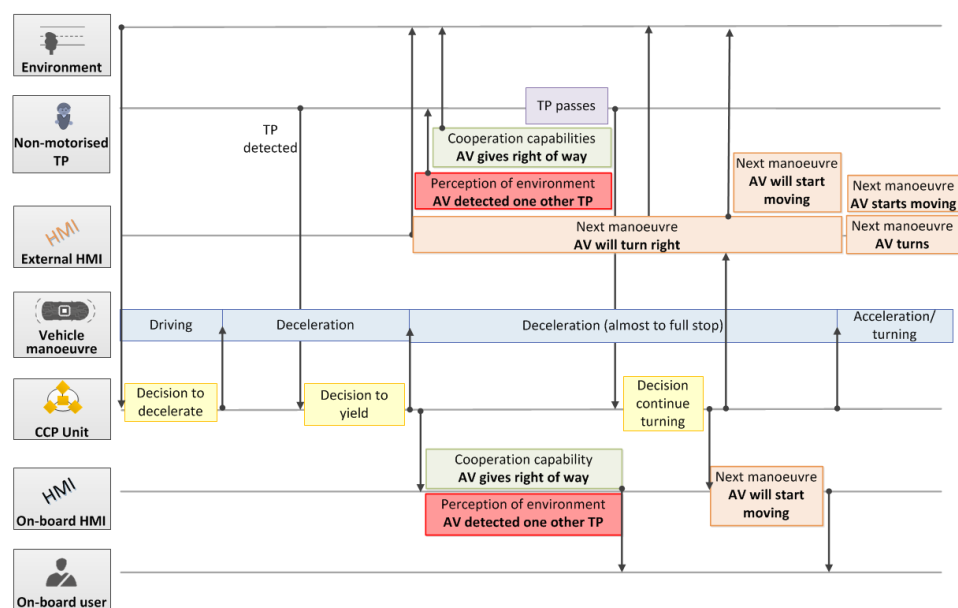 Environment
TP passes
Non-motorised
TP
TP
detected
Cooperation capabilities
AV gives right of way
Perception of environment
AV detected one other TP
Next manoeuvre
AV will start
moving
Next manoeuvre
AV starts moving
HMI
External HMI
Next manoeuvre
AV will turn right
Next manoeuvre
AV turns
Vehicle
manoeuvre
Driving
Deceleration
Deceleration (almost to full stop)
Acceleration/
turning
CCP Unit
Decision to
decelerate
Decision to
yield
Decision
continue
turning
HMI
On-board HMI
Cooperation capability
AV gives right of way
Perception of environment
AV detected one other TP
Next manoeuvre
AV will start
moving
On-board user